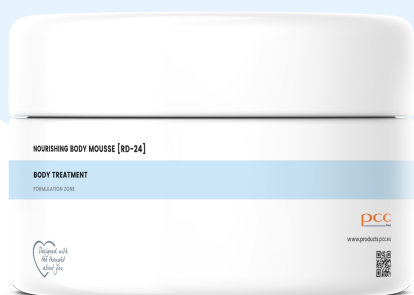 NOURISHING BODY MOUSSE [RD-24]
BODY TREATMENT
FORMULATION ZONE
pcc
www.products.pcc.eu
Designed with
the thought
about you